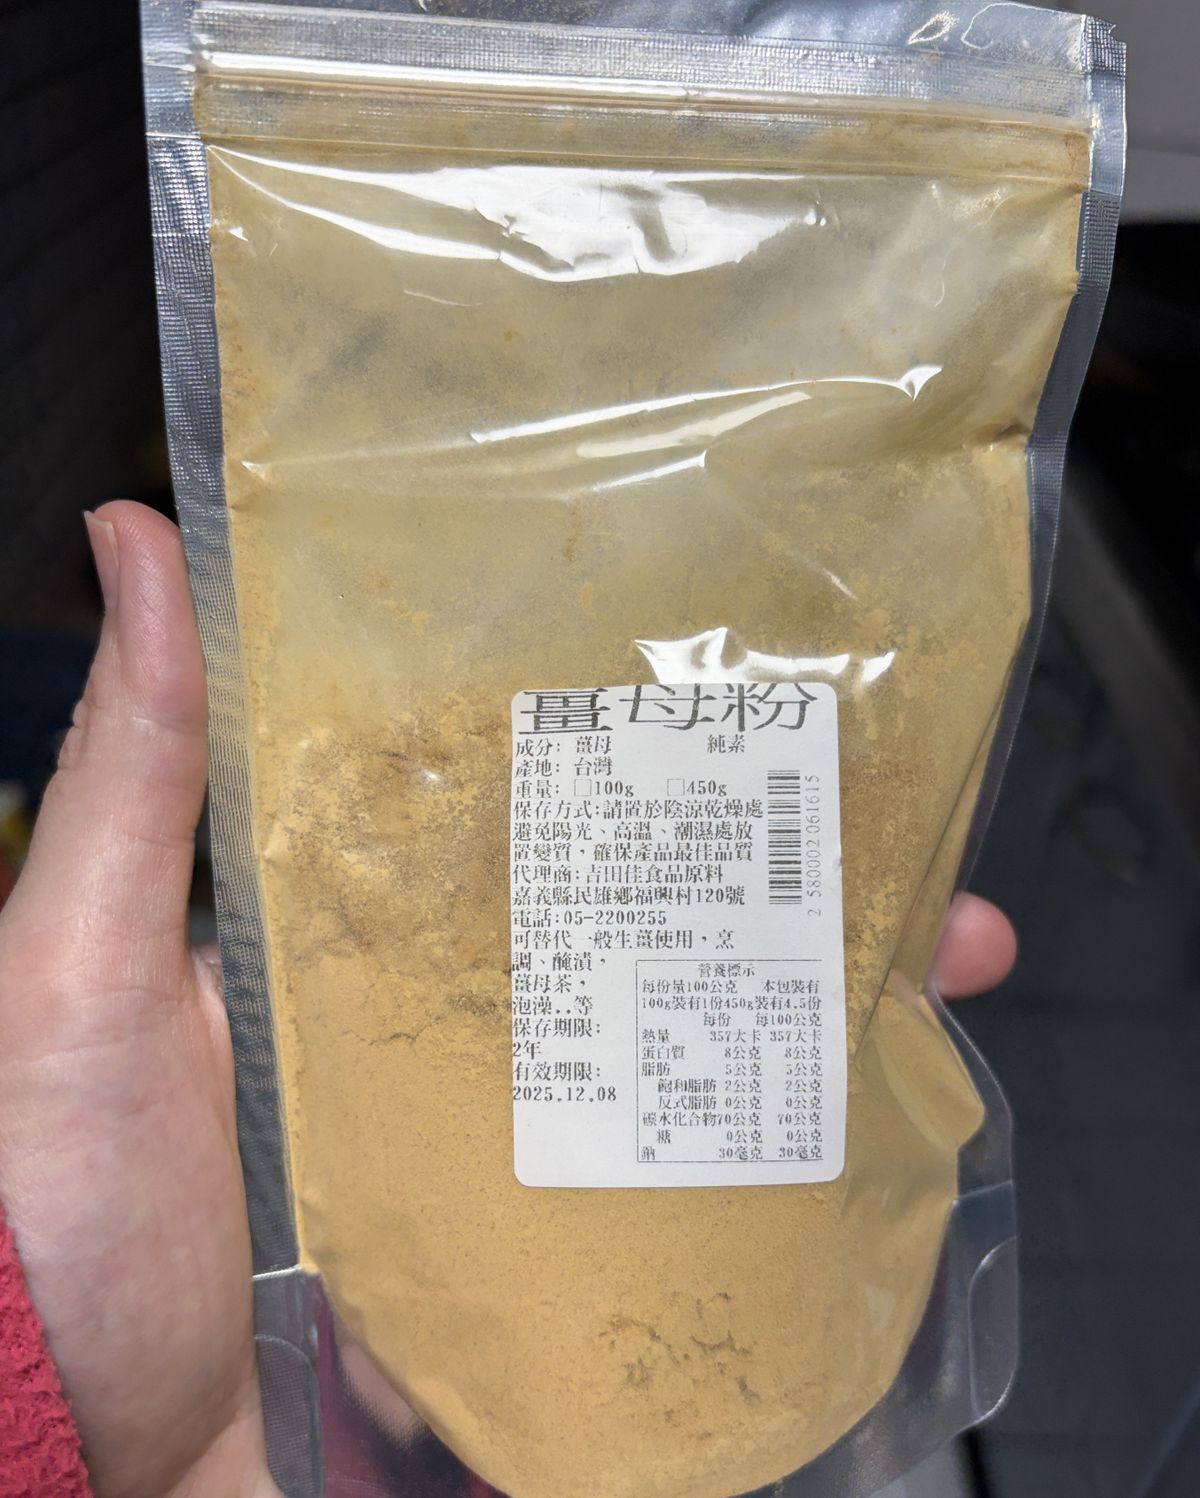 薑母粉
成分: 薑母 純素
產地: 台灣
重量: □100g □450g
保存方式:請置於陰涼乾燥處
避免陽光、高溫、潮濕處放
置變質，確保產品最佳品質
代理商:吉田佳食品原料
嘉義縣民雄鄉福興村120號
電話:05-2200255
可替代一般生薑使用，烹
調、醃漬，
薑母茶，
泡澡..等
保存期限:
2年
有效期限:
2025.12.08
2 580002 061615
營養標示
每份量100公克 本包裝有
100g裝有1份450g裝有4.5份
每份 每100公克
熱量 357大卡 357大卡
蛋白質 8公克 8公克
脂肪 5公克 5公克
飽和脂肪 2公克 2公克
反式脂肪 0公克 0公克
碳水化合物70公克 70公克
糖 0公克 0公克
鈉 30毫克 30毫克